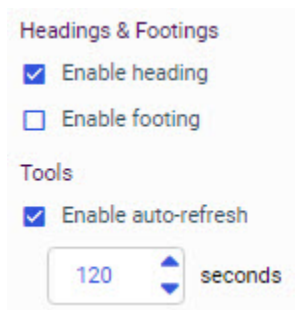 Headings & Footings
Enable heading
Enable footing
Tools
Enable auto-refresh
120 seconds